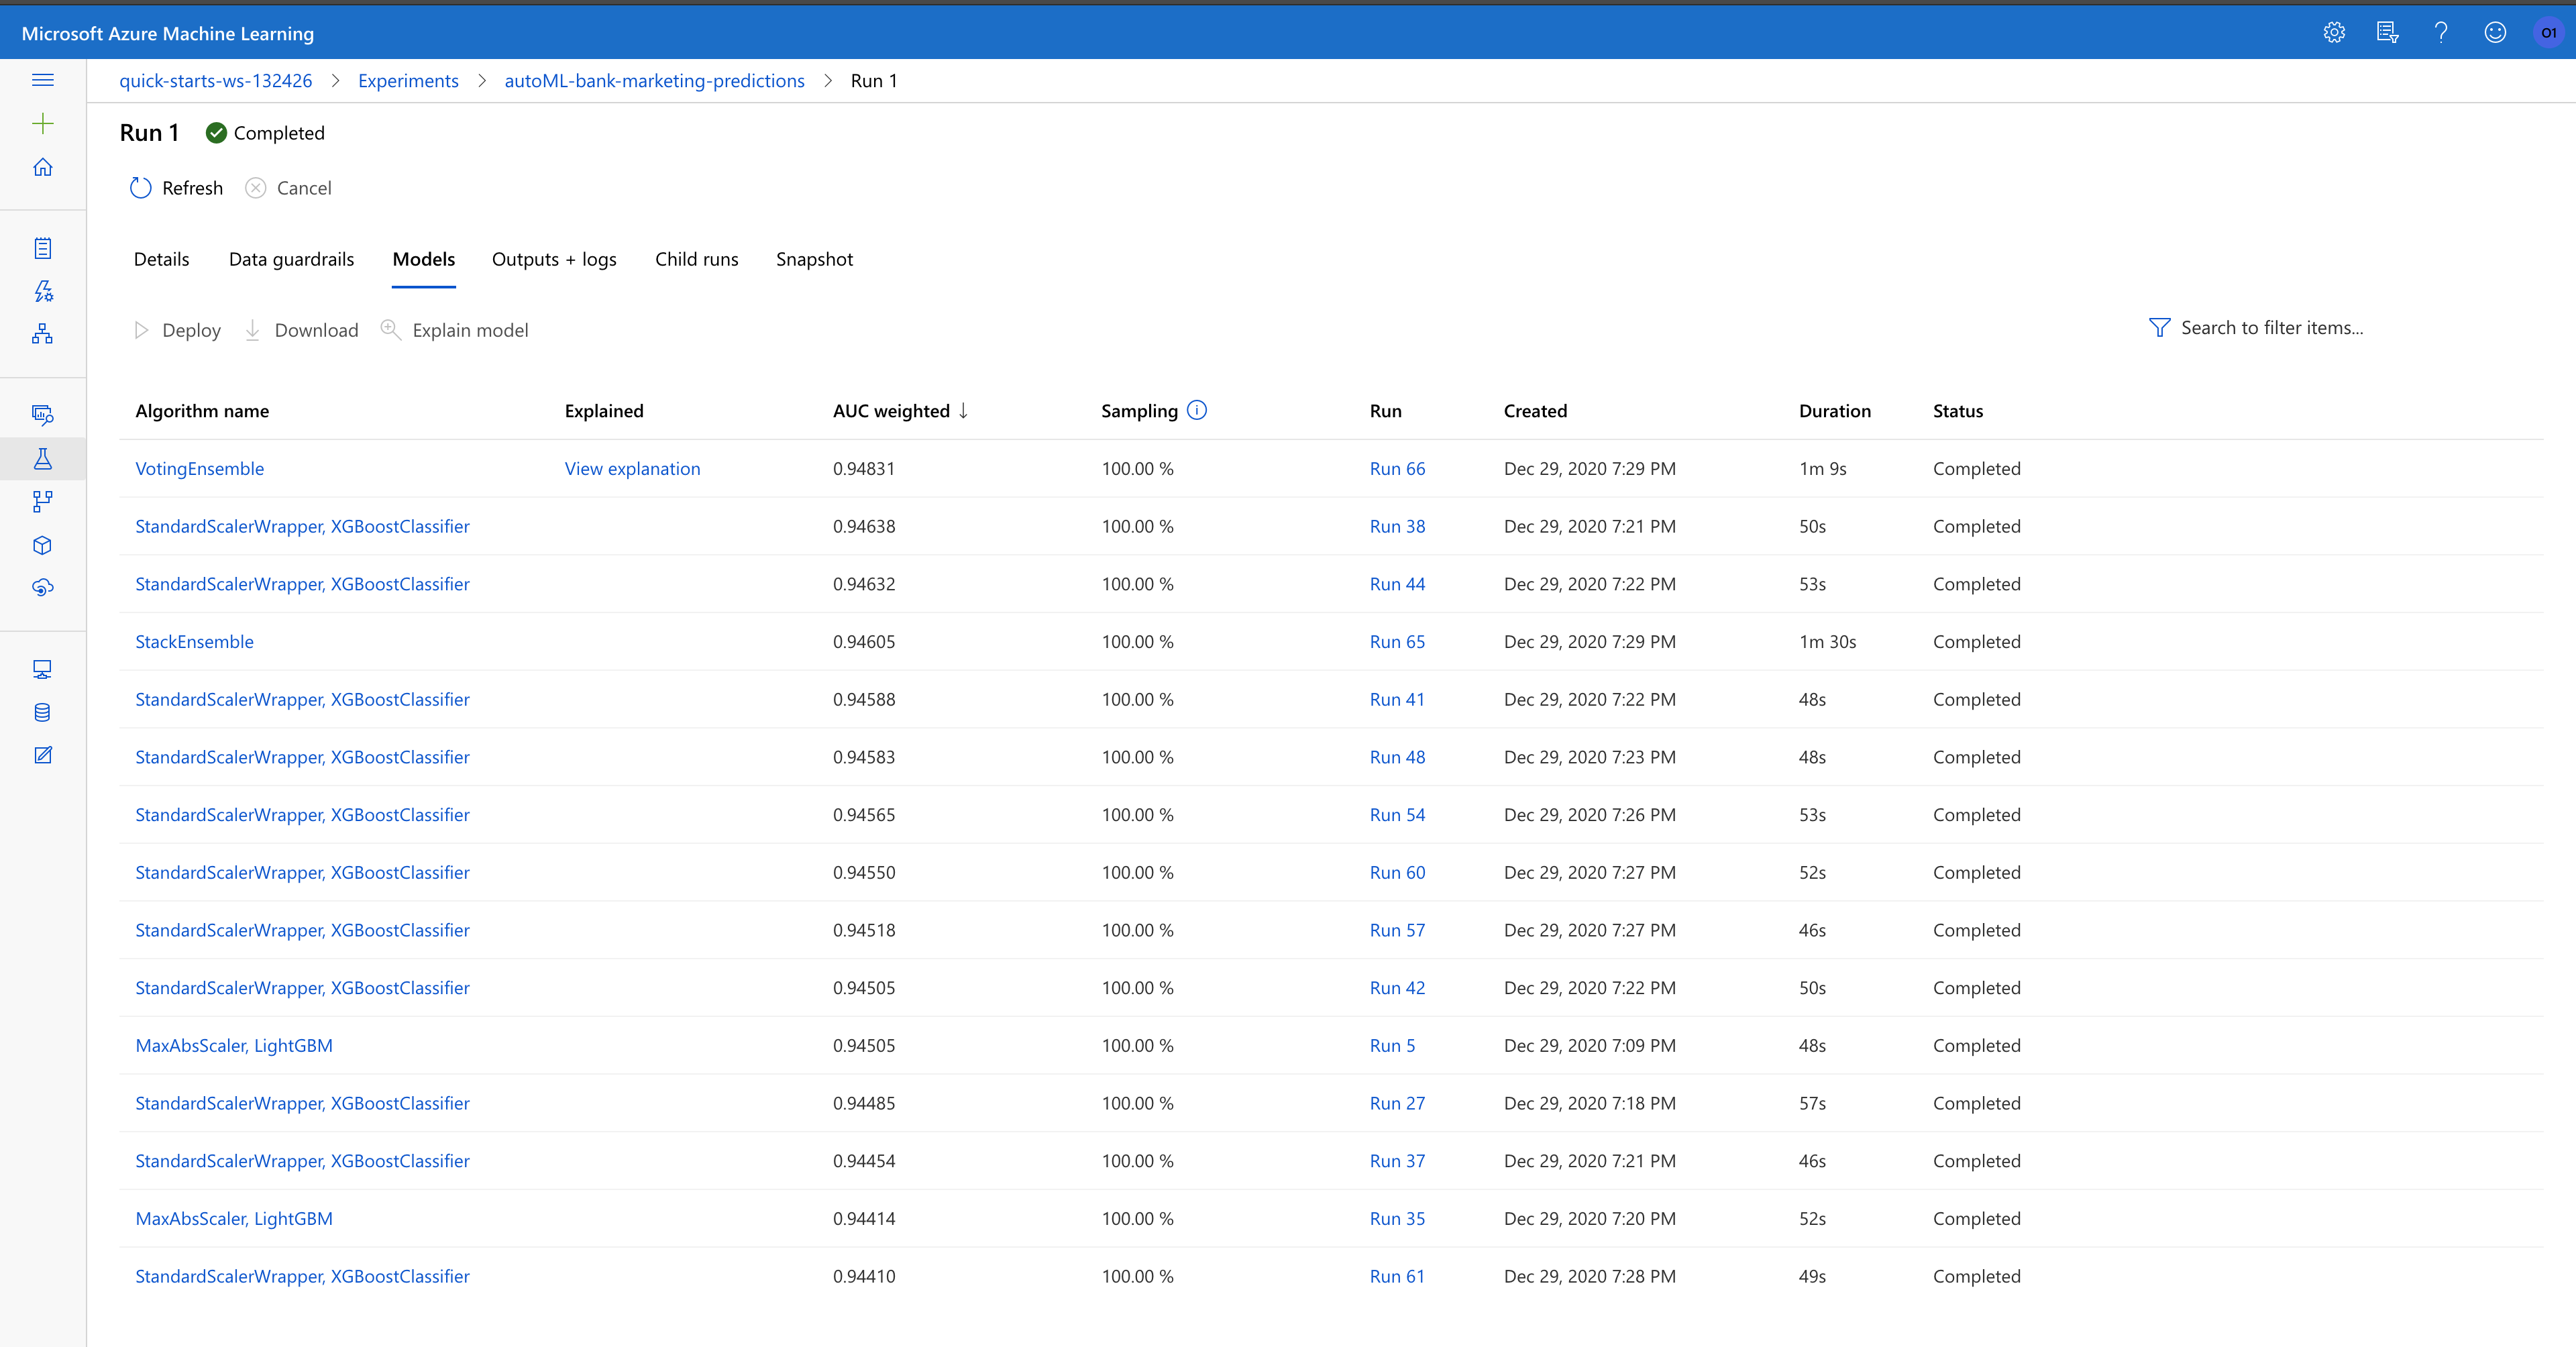 Microsoft Azure Machine Learning
O1
quick-starts-ws-132426 > Experiments > autoML-bank-marketing-predictions > Run 1
Run 1 Completed
Refresh Cancel
Details Data guardrails Models Outputs + logs Child runs Snapshot
Deploy Download Explain model Search to filter items...
Algorithm name Explained AUC weighted ↓ Sampling Run Created Duration Status
VotingEnsemble View explanation 0.94831 100.00 % Run 66 Dec 29, 2020 7:29 PM 1m 9s Completed
StandardScalerWrapper, XGBoostClassifier 0.94638 100.00 % Run 38 Dec 29, 2020 7:21 PM 50s Completed
StandardScalerWrapper, XGBoostClassifier 0.94632 100.00 % Run 44 Dec 29, 2020 7:22 PM 53s Completed
StackEnsemble 0.94605 100.00 % Run 65 Dec 29, 2020 7:29 PM 1m 30s Completed
StandardScalerWrapper, XGBoostClassifier 0.94588 100.00 % Run 41 Dec 29, 2020 7:22 PM 48s Completed
StandardScalerWrapper, XGBoostClassifier 0.94583 100.00 % Run 48 Dec 29, 2020 7:23 PM 48s Completed
StandardScalerWrapper, XGBoostClassifier 0.94565 100.00 % Run 54 Dec 29, 2020 7:26 PM 53s Completed
StandardScalerWrapper, XGBoostClassifier 0.94550 100.00 % Run 60 Dec 29, 2020 7:27 PM 52s Completed
StandardScalerWrapper, XGBoostClassifier 0.94518 100.00 % Run 57 Dec 29, 2020 7:27 PM 46s Completed
StandardScalerWrapper, XGBoostClassifier 0.94505 100.00 % Run 42 Dec 29, 2020 7:22 PM 50s Completed
MaxAbsScaler, LightGBM 0.94505 100.00 % Run 5 Dec 29, 2020 7:09 PM 48s Completed
StandardScalerWrapper, XGBoostClassifier 0.94485 100.00 % Run 27 Dec 29, 2020 7:18 PM 57s Completed
StandardScalerWrapper, XGBoostClassifier 0.94454 100.00 % Run 37 Dec 29, 2020 7:21 PM 46s Completed
MaxAbsScaler, LightGBM 0.94414 100.00 % Run 35 Dec 29, 2020 7:20 PM 52s Completed
StandardScalerWrapper, XGBoostClassifier 0.94410 100.00 % Run 61 Dec 29, 2020 7:28 PM 49s Completed